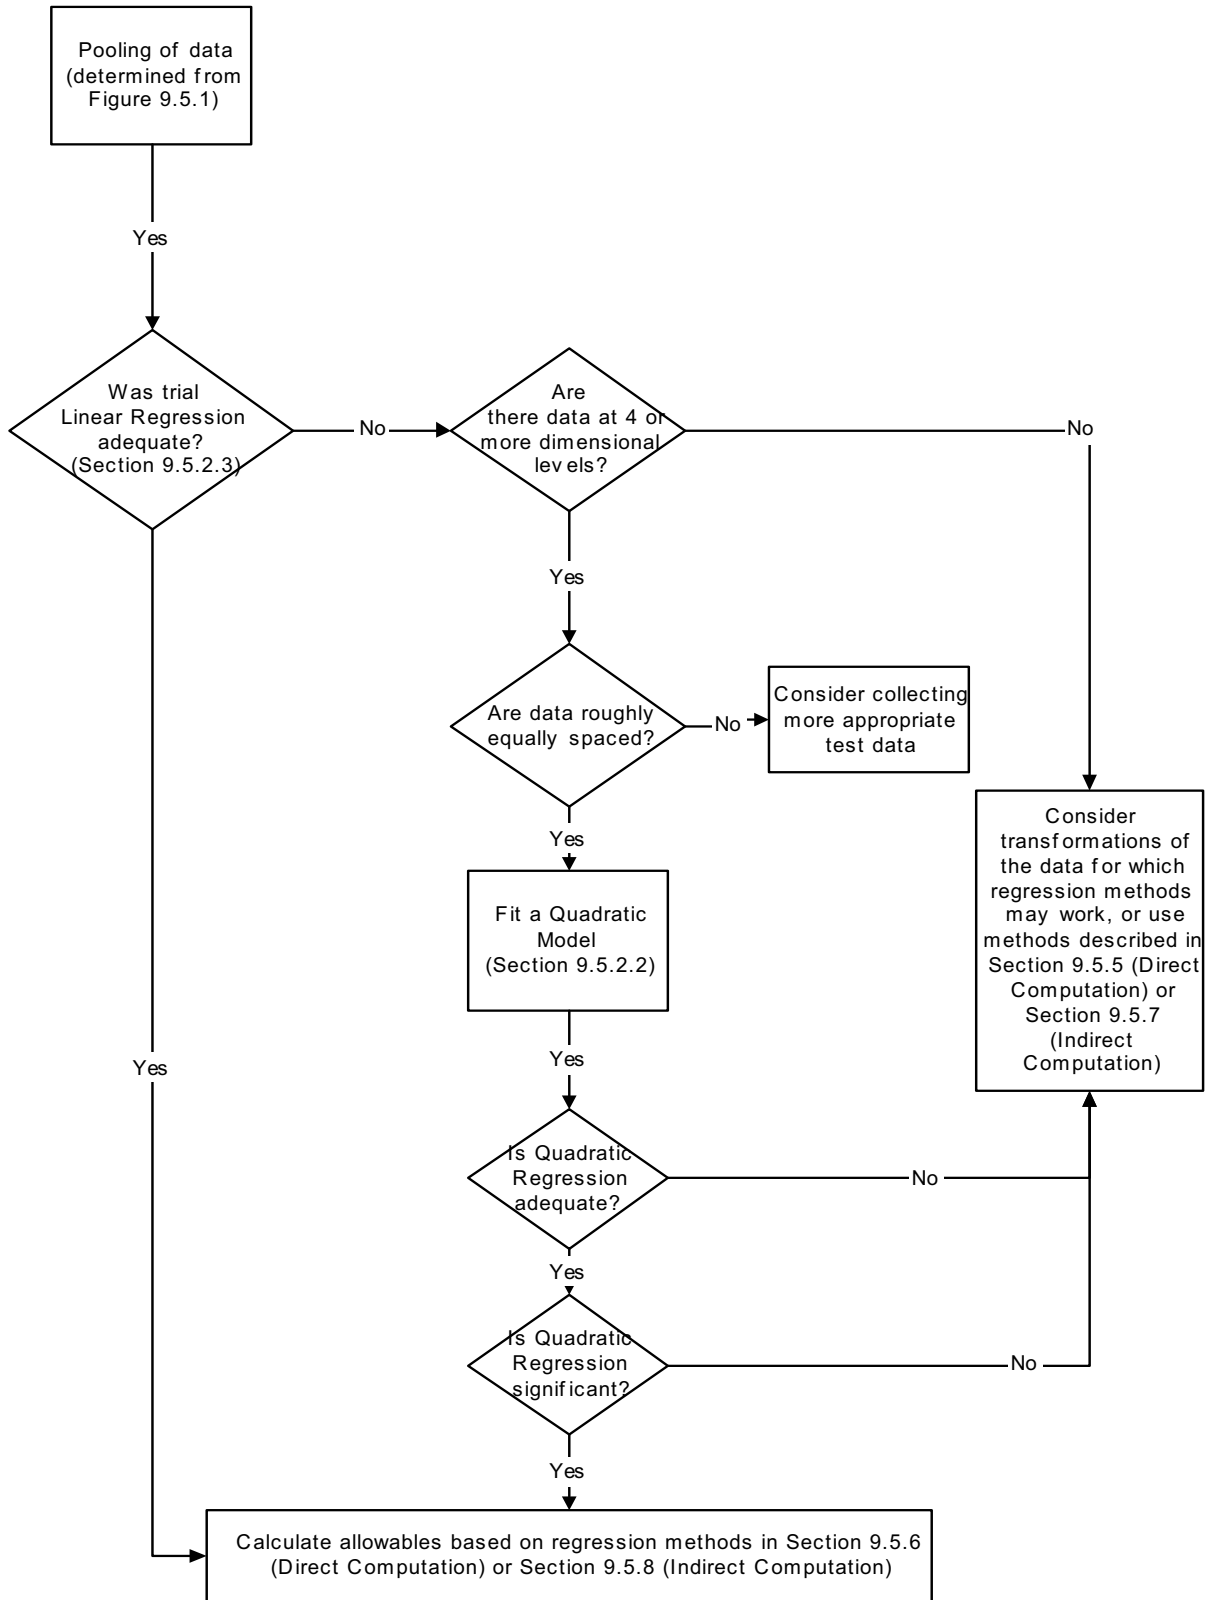 Pooling of data
(determined from
Figure 9.5.1)
Yes
Was trial
Linear Regression
adequate?
(Section 9.5.2.3)
No
Are
there data at 4 or
more dimensional
levels?
No
Yes
Are data roughly
equally spaced?
No
Consider collecting
more appropriate
test data
Yes
Consider
transformations of
the data for which
regression methods
may work, or use
methods described in
Section 9.5.5 (Direct
Computation) or
Section 9.5.7
(Indirect
Computation)
Fit a Quadratic
Model
(Section 9.5.2.2)
Yes
Yes
Is Quadratic
Regression
adequate?
No
Yes
Is Quadratic
Regression
significant?
No
Yes
Calculate allowables based on regression methods in Section 9.5.6
(Direct Computation) or Section 9.5.8 (Indirect Computation)